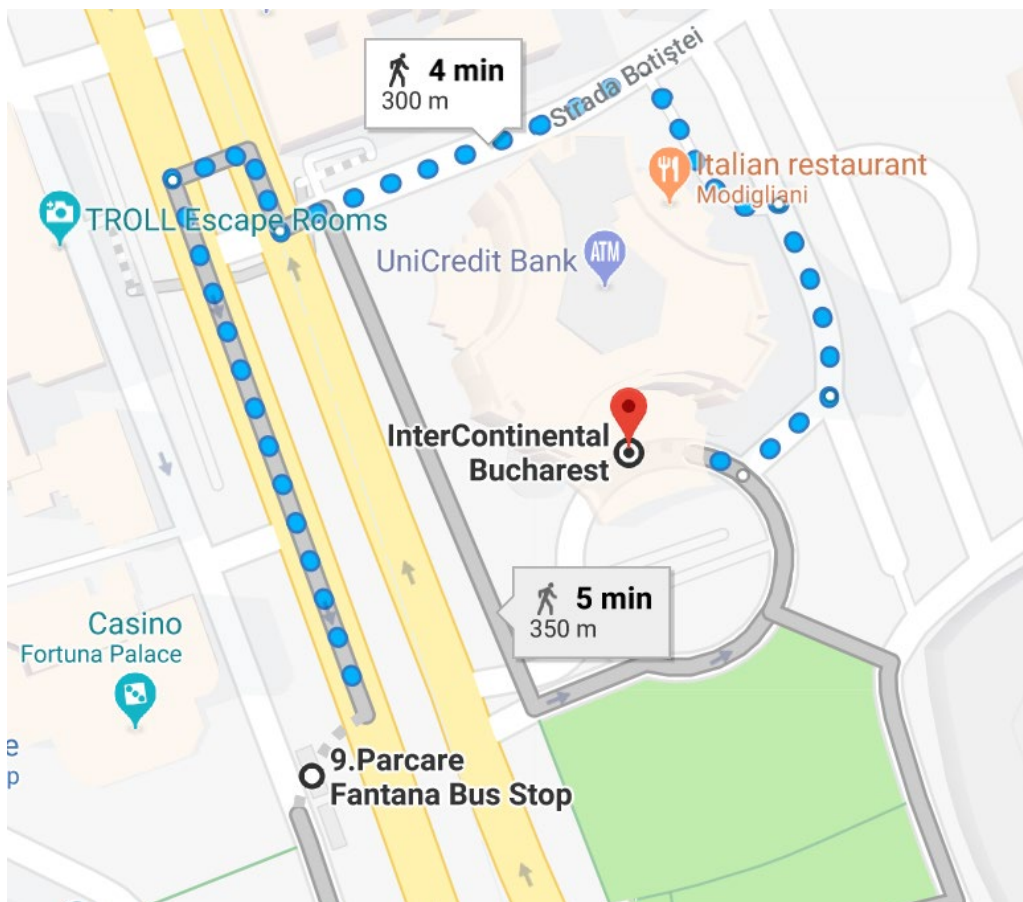 4 min
300 m
Strada Botiștei
Italian restaurant
Modigliani
TROLL Escape Rooms
UniCredit Bank
ATM
InterContinental
Bucharest
5 min
350 m
Casino
Fortuna Palace
e
p
9.Parcare
Fantana Bus Stop